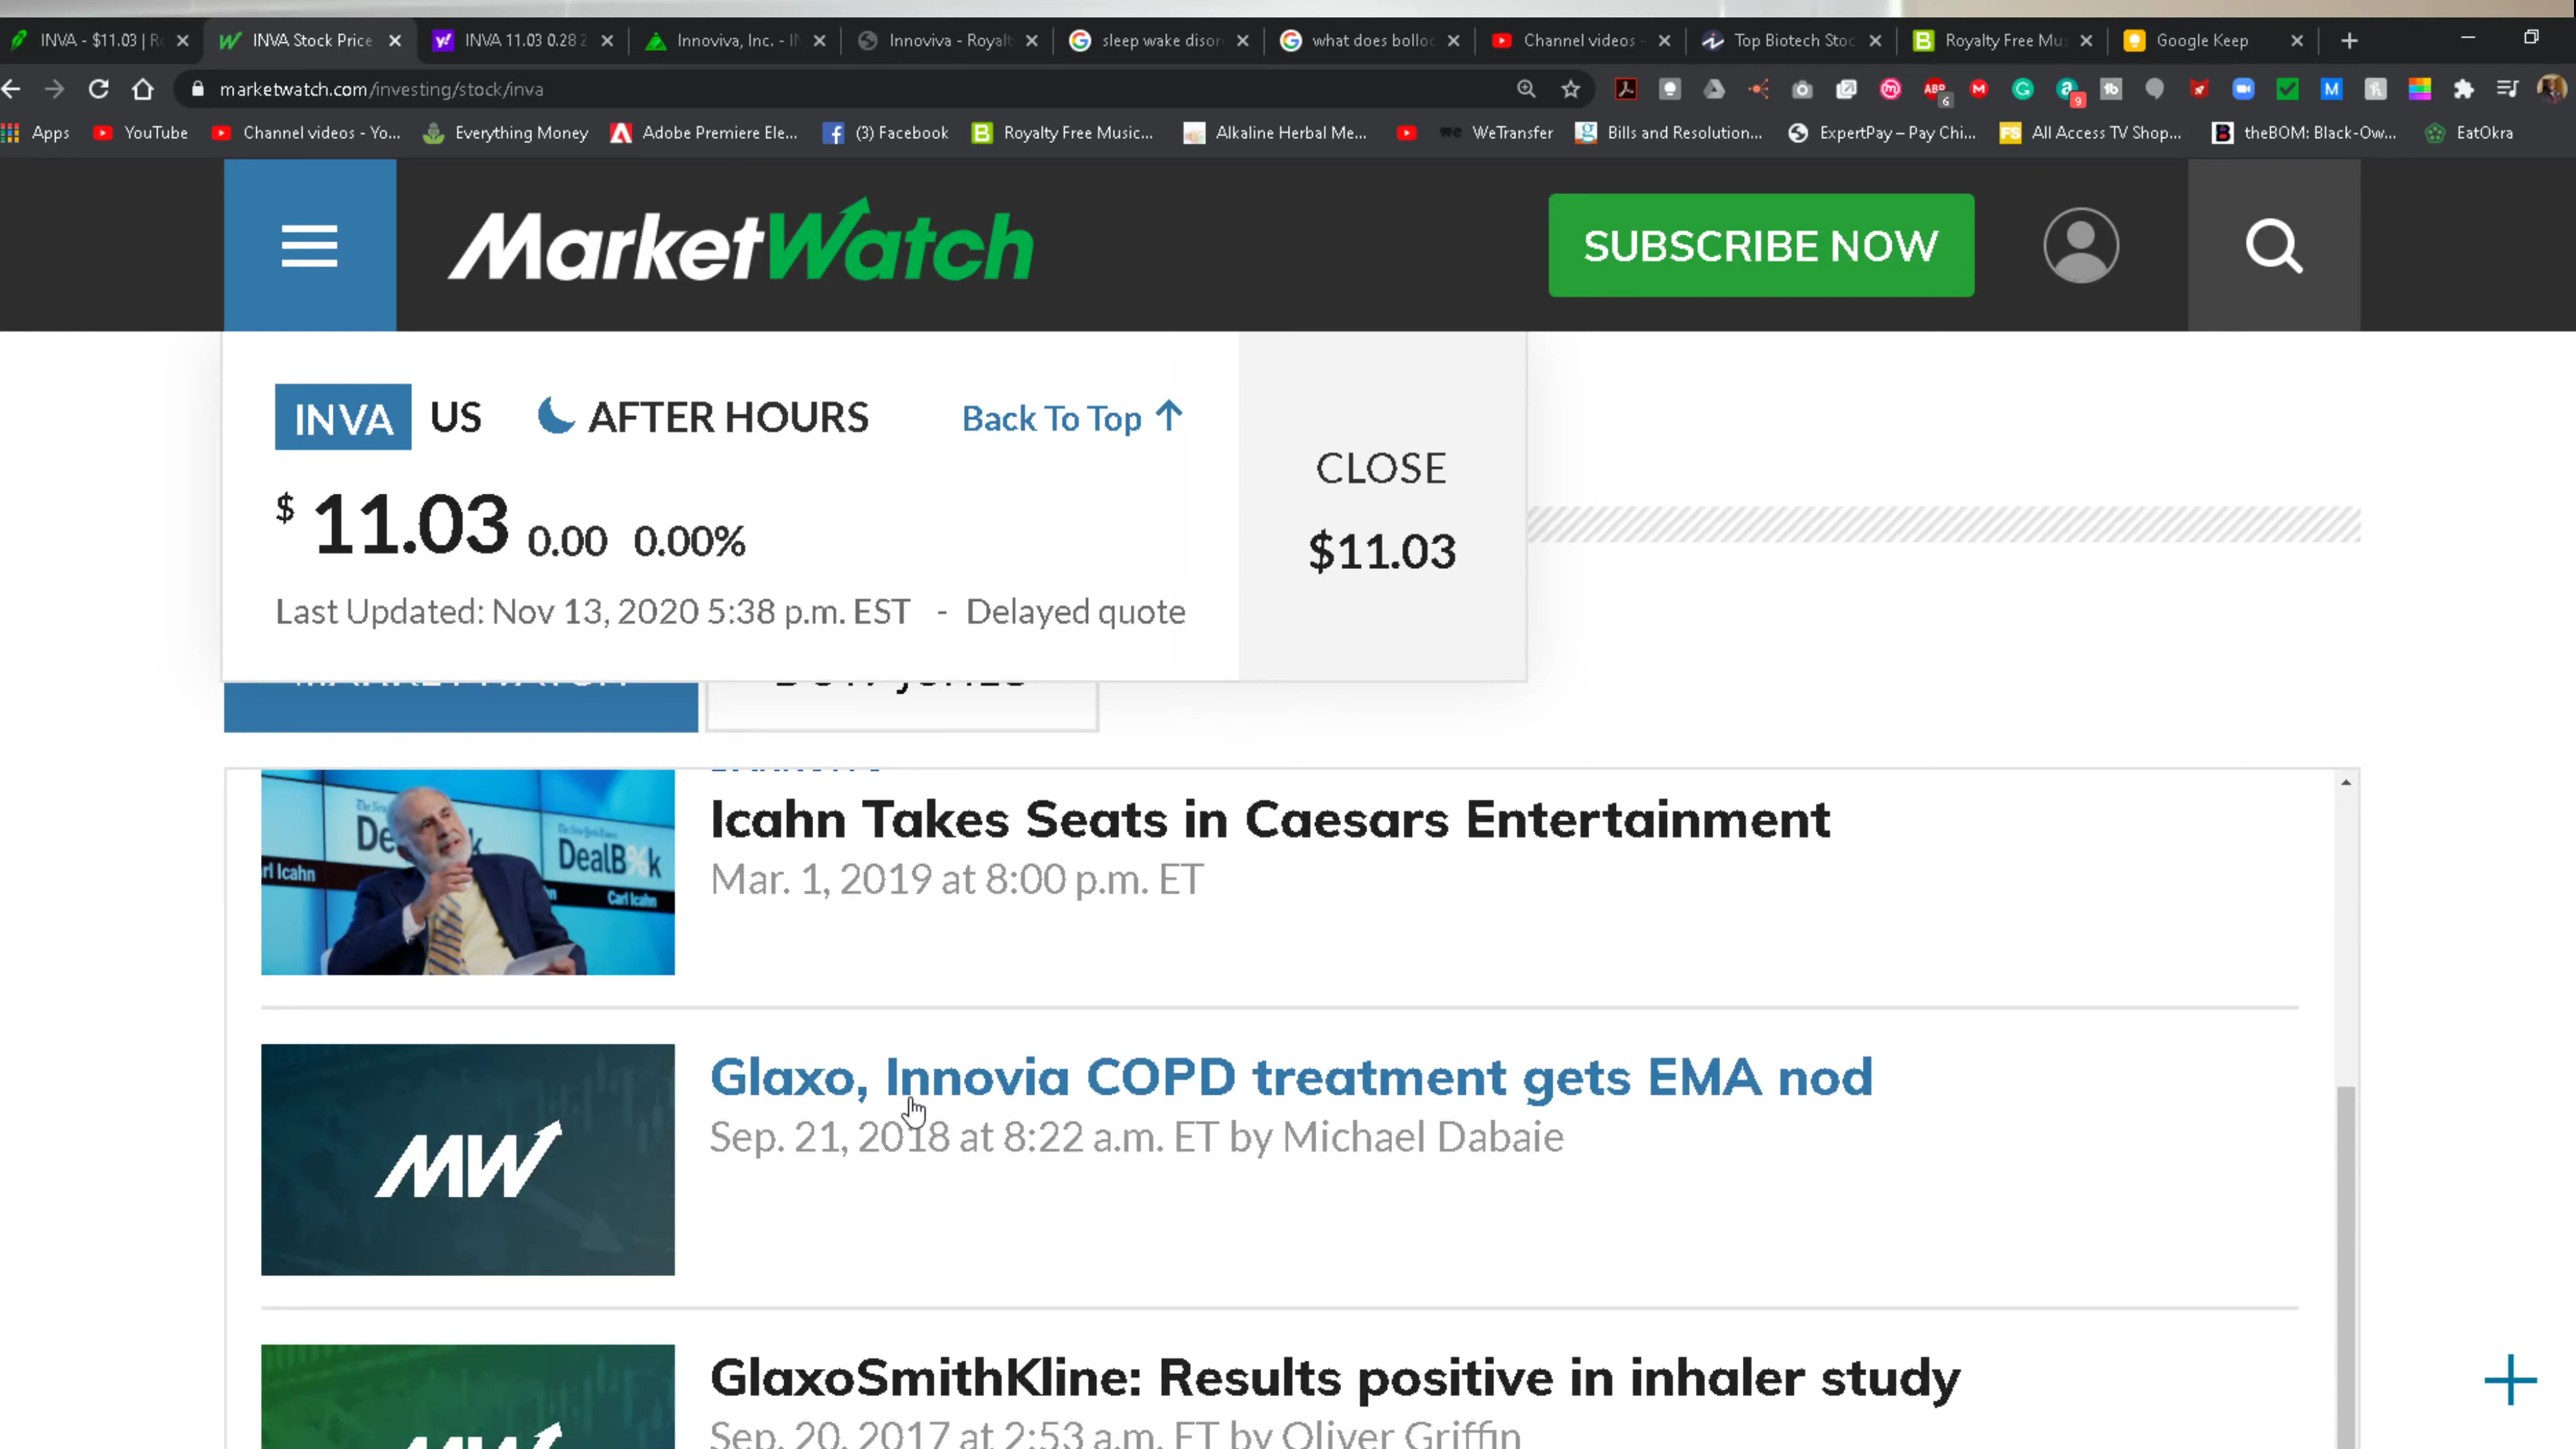 INVA - $11.03 | R
INVA Stock Price
INVA 11.03 0.28 2
Innoviva, Inc. - IN
Innoviva - Royalt
sleep wake disor
what does bolloc
Channel videos -
Top Biotech Stoc
Royalty Free Mu
Google Keep
marketwatch.com/investing/stock/inva
Apps
YouTube
Channel videos - Yo...
Everything Money
Adobe Premiere Ele...
(3) Facebook
Royalty Free Music...
Alkaline Herbal Me...
WeTransfer
Bills and Resolution...
ExpertPay – Pay Chi...
All Access TV Shop...
theBOM: Black-Ow...
EatOkra
MarketWatch
SUBSCRIBE NOW
INVA US AFTER HOURS Back To Top
$ 11.03 0.00 0.00%
Last Updated: Nov 13, 2020 5:38 p.m. EST - Delayed quote
CLOSE
$11.03
Icahn Takes Seats in Caesars Entertainment
Mar. 1, 2019 at 8:00 p.m. ET
rl Icahn
DealB%k
Carl Icahn
Glaxo, Innovia COPD treatment gets EMA nod
Sep. 21, 2018 at 8:22 a.m. ET by Michael Dabaie
MW
GlaxoSmithKline: Results positive in inhaler study
Sep. 20, 2017 at 2:53 a.m. ET by Oliver Griffin